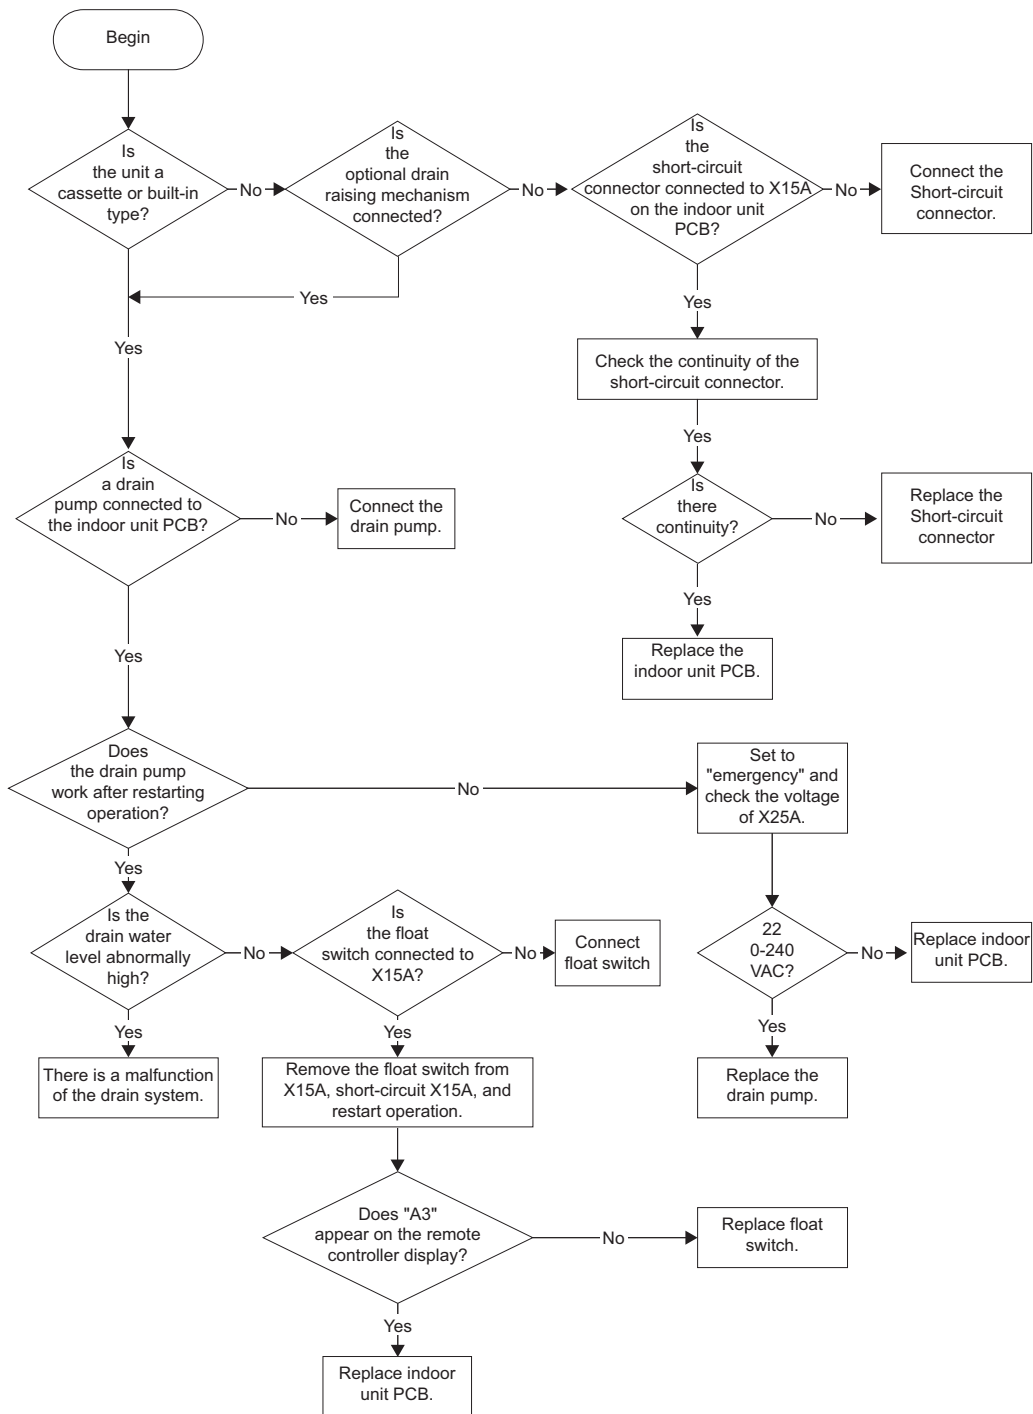 Begin
Is
the unit a
cassette or built-in
type?
No
Is
the
optional drain
raising mechanism
connected?
No
Is
the
short-circuit
connector connected to X15A
on the indoor unit
PCB?
No
Connect the
Short-circuit
connector.
Yes
Yes
Yes
Check the continuity of the
short-circuit connector.
Yes
Is
a drain
pump connected to
the indoor unit PCB?
No
Connect the
drain pump.
Is
there
continuity?
No
Replace the
Short-circuit
connector
Yes
Replace the
indoor unit PCB.
Yes
Does
the drain pump
work after restarting
operation?
No
Set to
"emergency" and
check the voltage
of X25A.
Yes
Is the
drain water
level abnormally
high?
No
Is
the float
switch connected to
X15A?
No
Connect
float switch
22
0-240
VAC?
No
Replace indoor
unit PCB.
Yes
Yes
Yes
There is a malfunction
of the drain system.
Remove the float switch from
X15A, short-circuit X15A, and
restart operation.
Replace the
drain pump.
Does "A3"
appear on the remote
controller display?
No
Replace float
switch.
Yes
Replace indoor
unit PCB.